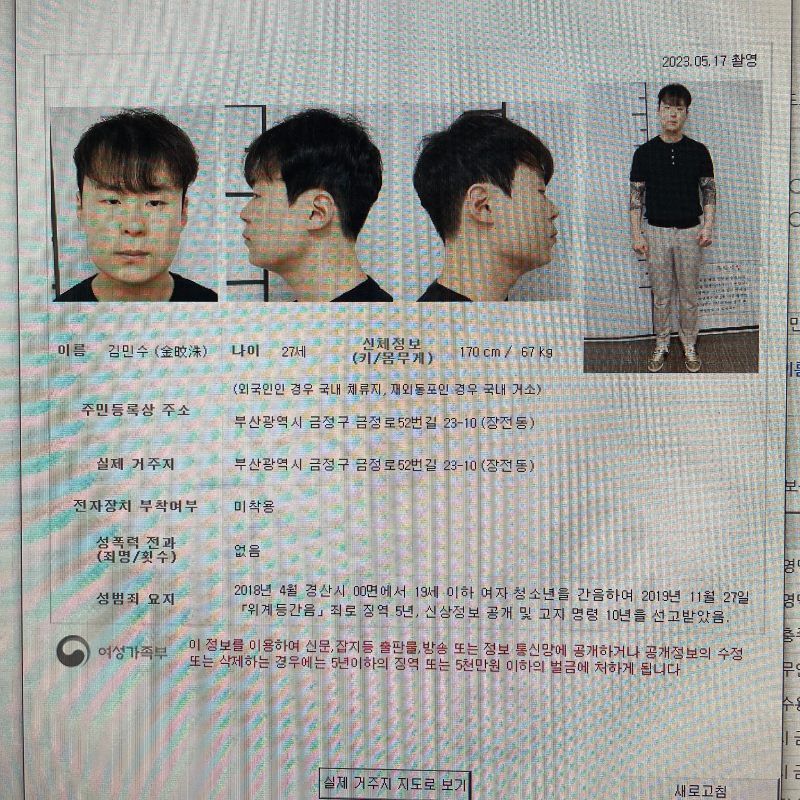 2023.05.17 촬영
이름 김민수 (金旼洙) 나이 27세 신체정보 (키/몸무게) 170 cm / 67 kg
(외국인인 경우 국내 체류지, 재외동포인 경우 국내 거소)
주민등록상 주소 부산광역시 금정구 금정로52번길 23-10 (장전동)
실제 거주지 부산광역시 금정구 금정로52번길 23-10 (장전동)
전자장치 부착여부 미착용
성폭력 전과
(죄명/횟수) 없음
성범죄 요지 2018년 4월 경산시 00면에서 19세 이하 여자 청소년을 간음하여 2019년 11월 27일
「위계등간음」죄로 징역 5년, 신상정보 공개 및 고지 명령 10년을 선고받았음.
여성가족부 이 정보를 이용하여 신문,잡지등 출판물,방송 또는 정보 통신망에 공개하거나 공개정보의 수정
또는 삭제하는 경우에는 5년이하의 징역 또는 5천만원 이하의 벌금에 처하게 됩니다
실제 거주지 지도로 보기
새로고침